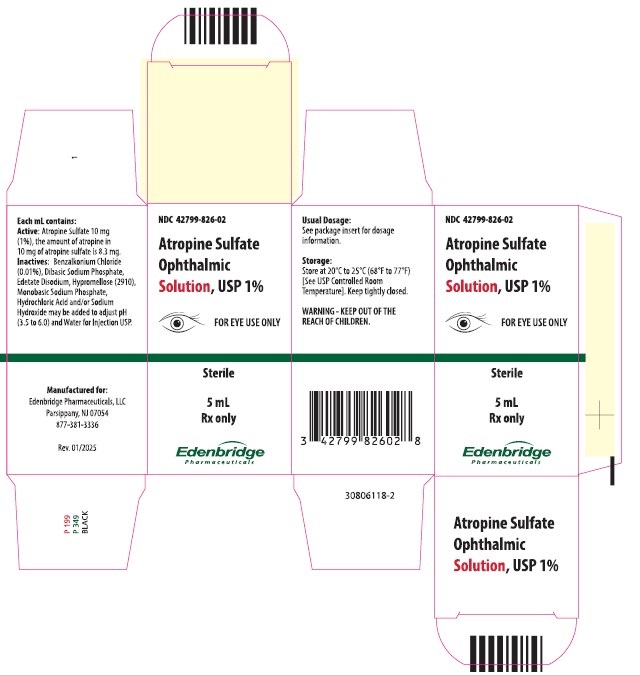 1
Each mL contains:
Active: Atropine Sulfate 10 mg
(1%), the amount of atropine in
10 mg of atropine sulfate is 8.3 mg.
Inactives: Benzalkonium Chloride
(0.01%), Dibasic Sodium Phosphate,
Edetate Disodium, Hypromellose (2910),
Monobasic Sodium Phosphate,
Hydrochloric Acid and/or Sodium
Hydroxide may be added to adjust pH
(3.5 to 6.0) and Water for Injection USP.
Manufactured for:
Edenbridge Pharmaceuticals, LLC
Parsippany, NJ 07054
877-381-3336
Rev. 01/2025
P 199
P 349
BLACK
NDC 42799-826-02
Atropine Sulfate
Ophthalmic
Solution, USP 1%
FOR EYE USE ONLY
Sterile
5 mL
Rx only
Edenbridge
Pharmaceuticals
Usual Dosage:
See package insert for dosage
information.
Storage:
Store at 20°C to 25°C (68°F to 77°F)
[See USP Controlled Room
Temperature]. Keep tightly closed.
WARNING - KEEP OUT OF THE
REACH OF CHILDREN.
3 42799 82602 8
30806118-2
NDC 42799-826-02
Atropine Sulfate
Ophthalmic
Solution, USP 1%
FOR EYE USE ONLY
Sterile
5 mL
Rx only
Edenbridge
Pharmaceuticals
Atropine Sulfate
Ophthalmic
Solution, USP 1%